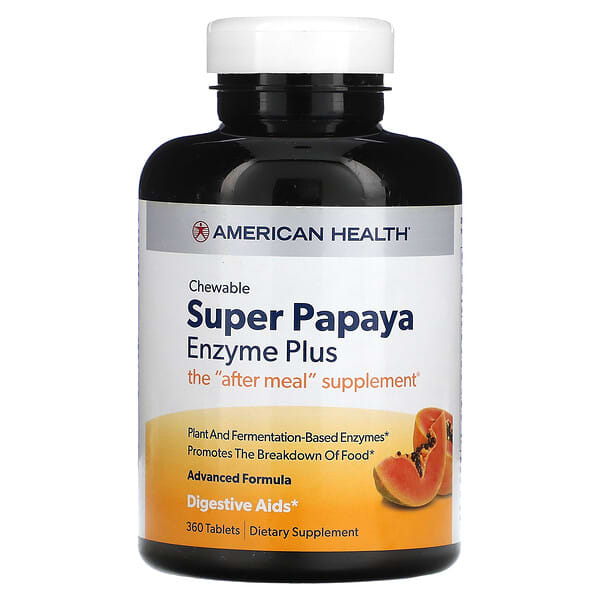 AMERICAN HEALTH®
Chewable
Super Papaya
Enzyme Plus
the "after meal" supplement®
Plant And Fermentation-Based Enzymes*
Promotes The Breakdown Of Food*
Advanced Formula
Digestive Aids*
360 Tablets | Dietary Supplement